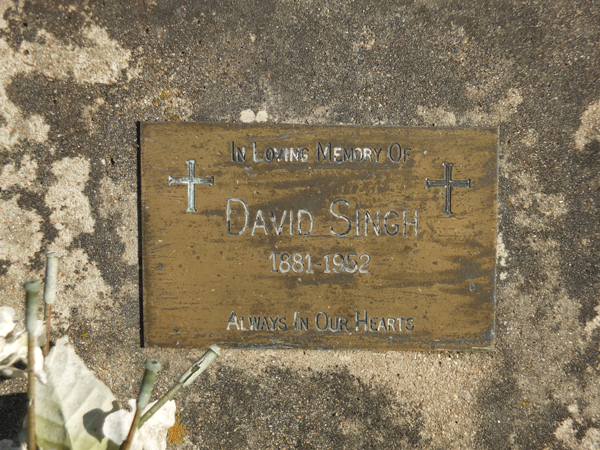 In Loving Memory Of
David Singh
1881-1952
Always In Our Hearts